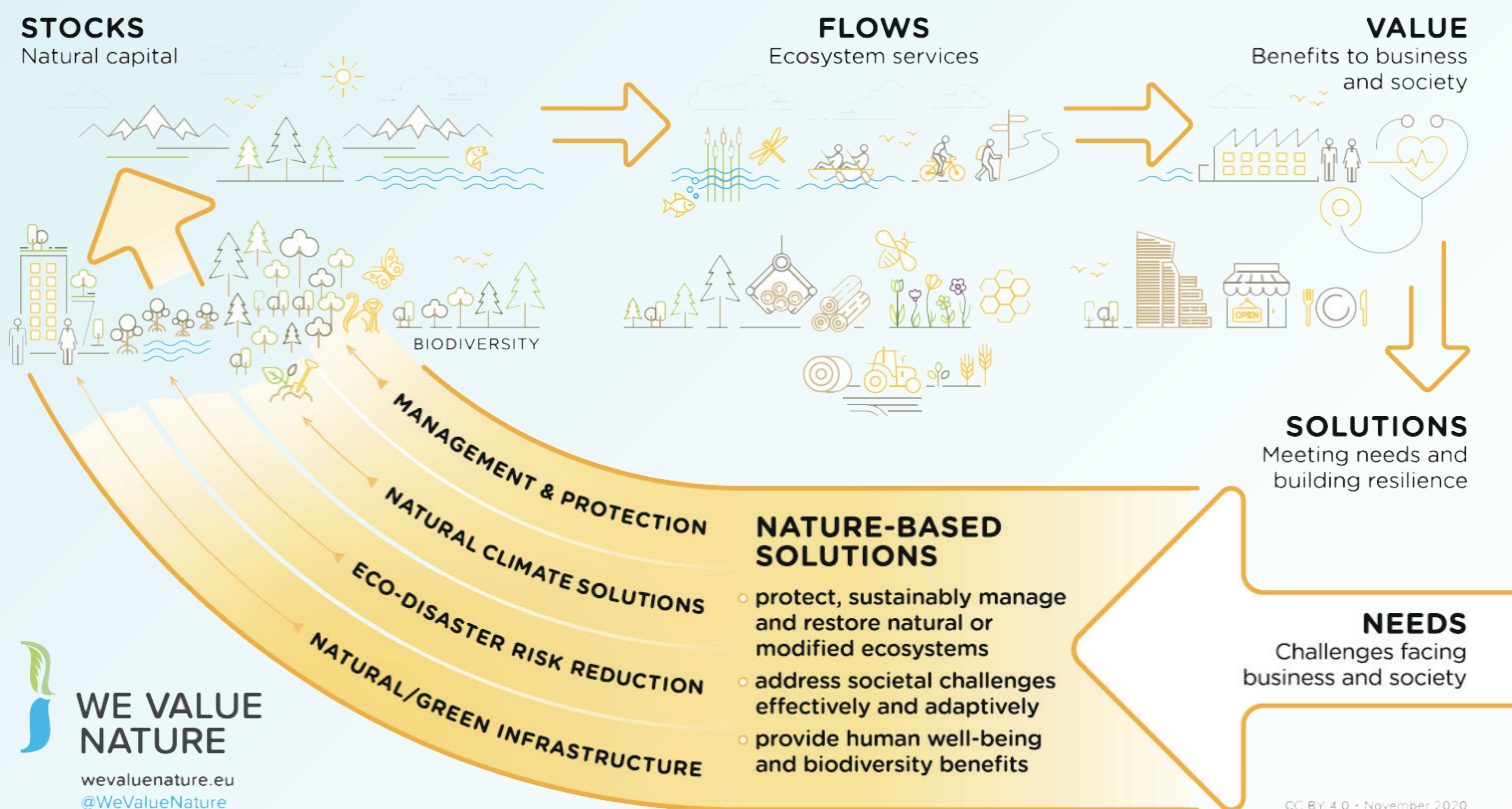 STOCKS
Natural capital
FLOWS
Ecosystem services
VALUE
Benefits to business
and society
BIODIVERSITY
OPEN
SOLUTIONS
Meeting needs and
building resilience
MANAGEMENT & PROTECTION
NATURAL CLIMATE SOLUTIONS
ECO-DISASTER RISK REDUCTION
NATURAL/GREEN INFRASTRUCTURE
NATURE-BASED
SOLUTIONS
protect, sustainably manage
and restore natural or
modified ecosystems
address societal challenges
effectively and adaptively
provide human well-being
and biodiversity benefits
NEEDS
Challenges facing
business and society
WE VALUE
NATURE
wevaluenature.eu
@WeValueNature
CC BY 4.0 • November 2020